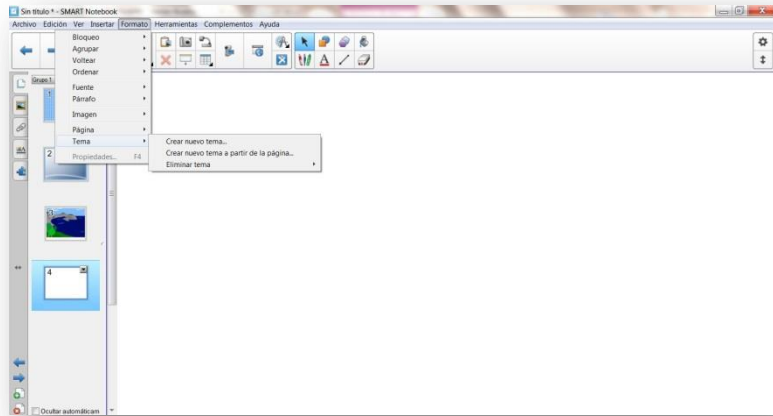 Sin título * - SMART Notebook
Archivo Edición Ver Insertar Formato Herramientas Complementos Ayuda
Bloqueo
Agrupar
Voltear
Ordenar
Fuente
Párrafo
Imagen
Página
Tema
Propiedades... F4
Crear nuevo tema...
Crear nuevo tema a partir de la página...
Eliminar tema
Grupo 1
1
2
3
4
Ocultar automáticam